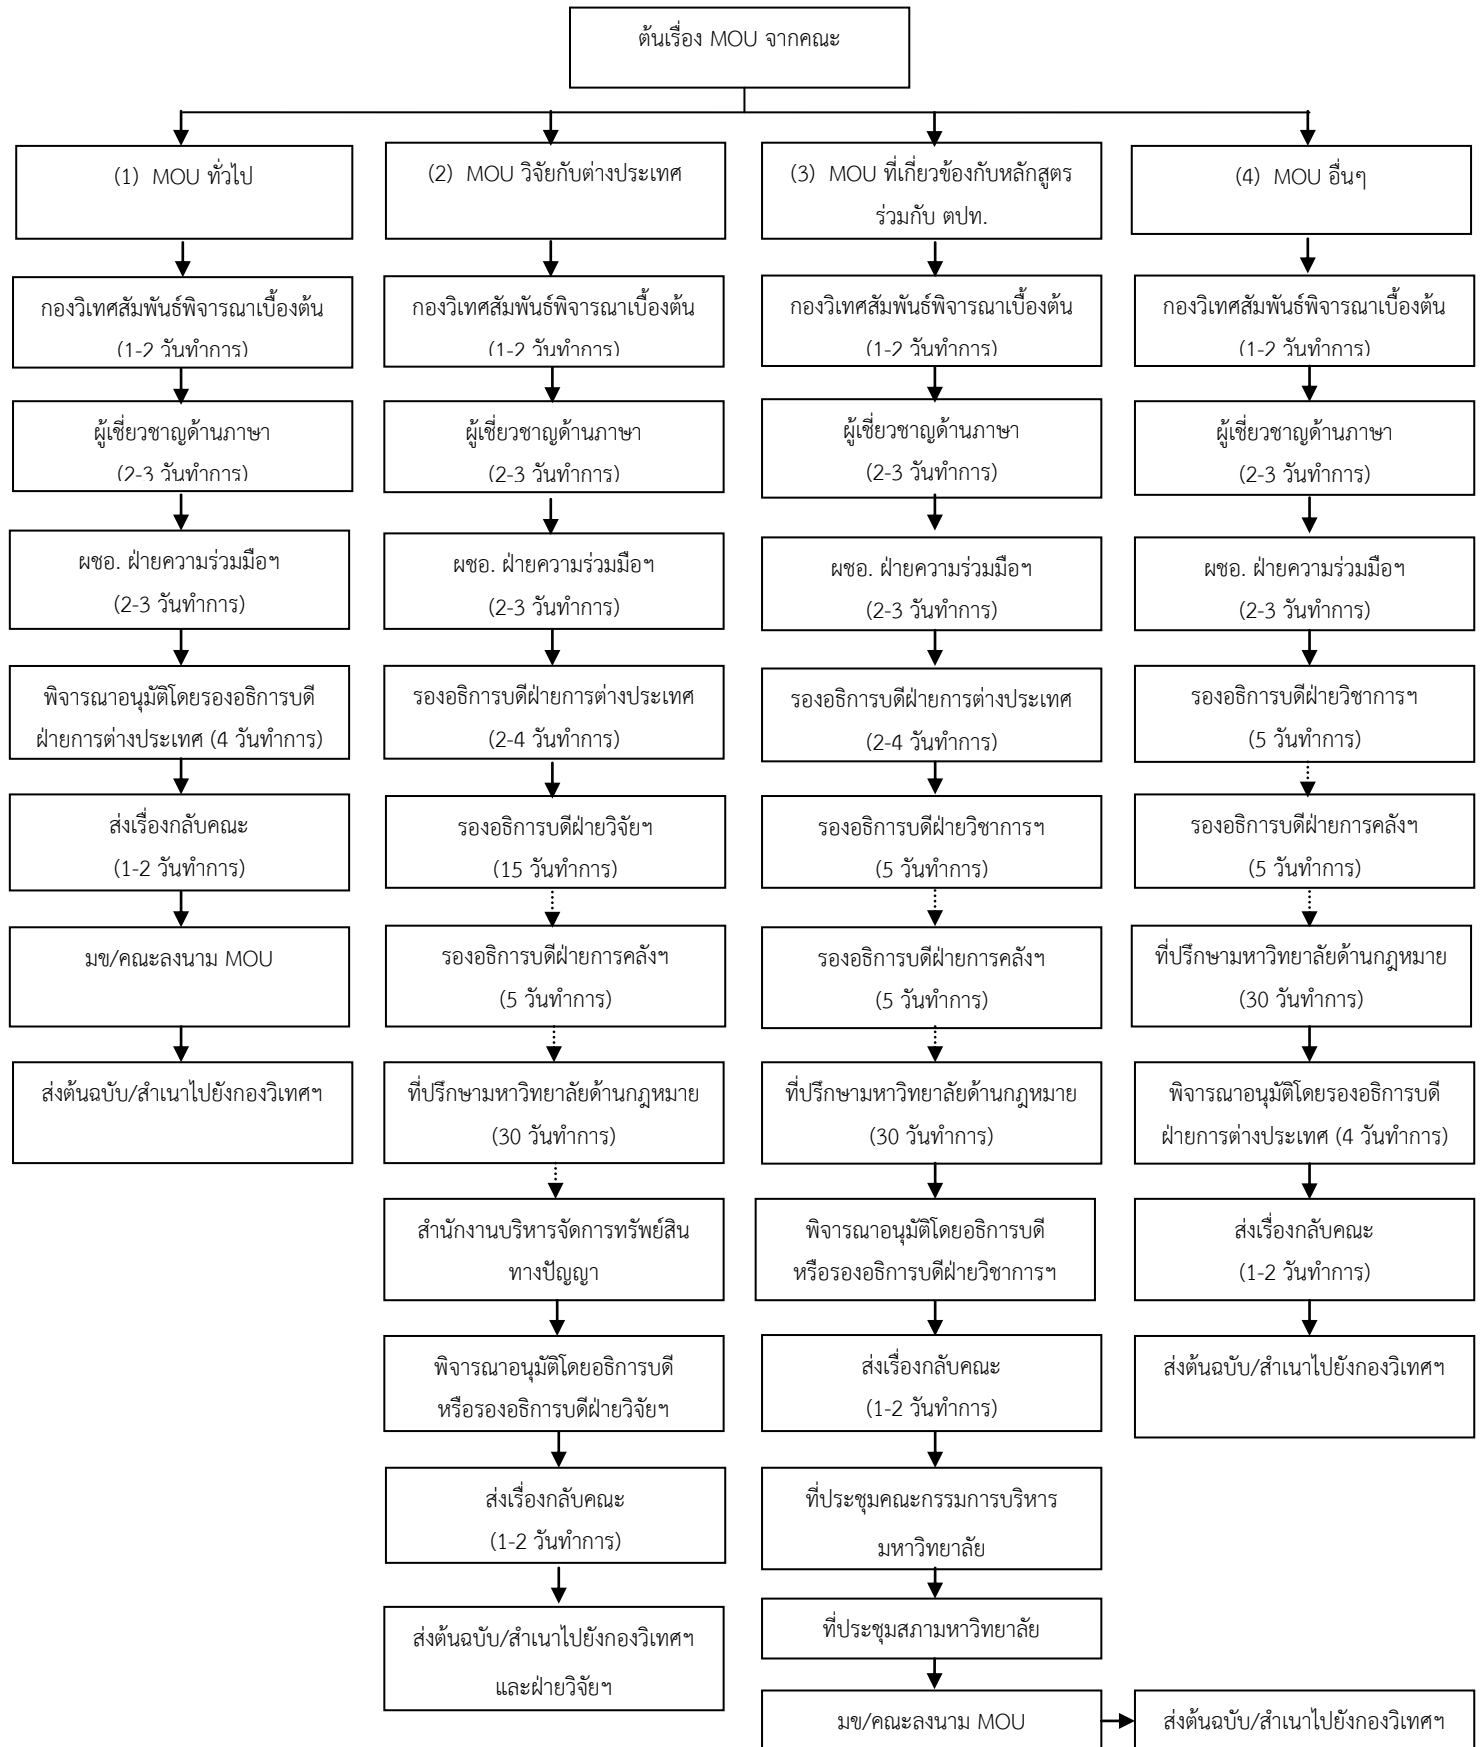 ต้นเรื่อง MOU จากคณะ
(1) MOU ทั่วไป
กองวิเทศสัมพันธ์พิจารณาเบื้องต้น
(1-2 วันทำการ)
ผู้เชี่ยวชาญด้านภาษา
(2-3 วันทำการ)
ผชอ. ฝ่ายความร่วมมือฯ
(2-3 วันทำการ)
พิจารณาอนุมัติโดยรองอธิการบดี
ฝ่ายการต่างประเทศ (4 วันทำการ)
ส่งเรื่องกลับคณะ
(1-2 วันทำการ)
มข/คณะลงนาม MOU
ส่งต้นฉบับ/สำเนาไปยังกองวิเทศฯ
(2) MOU วิจัยกับต่างประเทศ
กองวิเทศสัมพันธ์พิจารณาเบื้องต้น
(1-2 วันทำการ)
ผู้เชี่ยวชาญด้านภาษา
(2-3 วันทำการ)
ผชอ. ฝ่ายความร่วมมือฯ
(2-3 วันทำการ)
รองอธิการบดีฝ่ายการต่างประเทศ
(2-4 วันทำการ)
รองอธิการบดีฝ่ายวิจัยฯ
(15 วันทำการ)
รองอธิการบดีฝ่ายการคลังฯ
(5 วันทำการ)
ที่ปรึกษามหาวิทยาลัยด้านกฎหมาย
(30 วันทำการ)
สำนักงานบริหารจัดการทรัพย์สิน
ทางปัญญา
พิจารณาอนุมัติโดยอธิการบดี
หรือรองอธิการบดีฝ่ายวิจัยฯ
ส่งเรื่องกลับคณะ
(1-2 วันทำการ)
ส่งต้นฉบับ/สำเนาไปยังกองวิเทศฯ
และฝ่ายวิจัยฯ
(3) MOU ที่เกี่ยวข้องกับหลักสูตร
ร่วมกับ ตปท.
กองวิเทศสัมพันธ์พิจารณาเบื้องต้น
(1-2 วันทำการ)
ผู้เชี่ยวชาญด้านภาษา
(2-3 วันทำการ)
ผชอ. ฝ่ายความร่วมมือฯ
(2-3 วันทำการ)
รองอธิการบดีฝ่ายการต่างประเทศ
(2-4 วันทำการ)
รองอธิการบดีฝ่ายวิชาการฯ
(5 วันทำการ)
รองอธิการบดีฝ่ายการคลังฯ
(5 วันทำการ)
ที่ปรึกษามหาวิทยาลัยด้านกฎหมาย
(30 วันทำการ)
พิจารณาอนุมัติโดยอธิการบดี
หรือรองอธิการบดีฝ่ายวิชาการฯ
ส่งเรื่องกลับคณะ
(1-2 วันทำการ)
ที่ประชุมคณะกรรมการบริหาร
มหาวิทยาลัย
ที่ประชุมสภามหาวิทยาลัย
มข/คณะลงนาม MOU
ส่งต้นฉบับ/สำเนาไปยังกองวิเทศฯ
(4) MOU อื่นๆ
กองวิเทศสัมพันธ์พิจารณาเบื้องต้น
(1-2 วันทำการ)
ผู้เชี่ยวชาญด้านภาษา
(2-3 วันทำการ)
ผชอ. ฝ่ายความร่วมมือฯ
(2-3 วันทำการ)
รองอธิการบดีฝ่ายวิชาการฯ
(5 วันทำการ)
รองอธิการบดีฝ่ายการคลังฯ
(5 วันทำการ)
ที่ปรึกษามหาวิทยาลัยด้านกฎหมาย
(30 วันทำการ)
พิจารณาอนุมัติโดยรองอธิการบดี
ฝ่ายการต่างประเทศ (4 วันทำการ)
ส่งเรื่องกลับคณะ
(1-2 วันทำการ)
ส่งต้นฉบับ/สำเนาไปยังกองวิเทศฯ